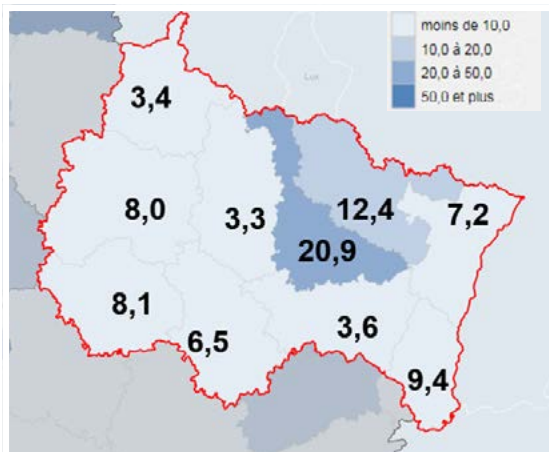 moins de 10,0
10,0 à 20,0
20,0 à 50,0
50,0 et plus
Lux
3,4
8,0
3,3
12,4
7,2
20,9
8,1
6,5
3,6
9,4